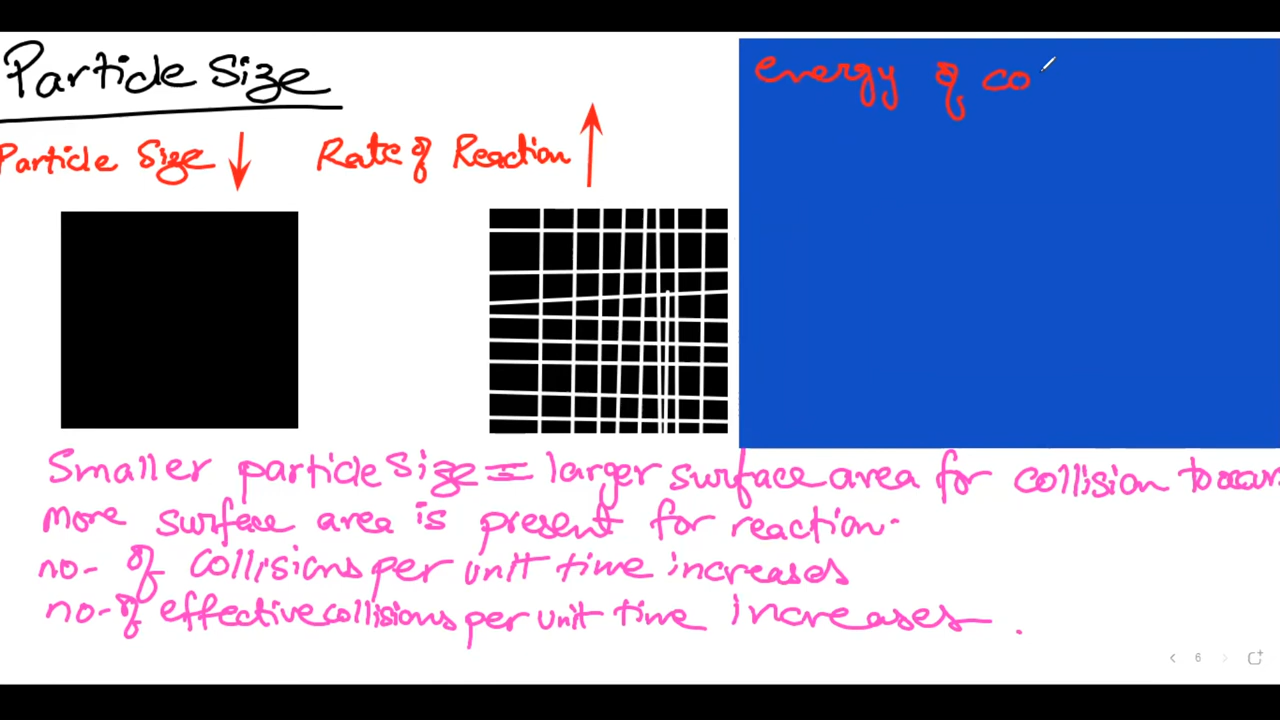 Particle Size
Particle Size ↓ Rate of Reaction ↑
energy of co
Smaller particle size = larger surface area for collision to occur.
more surface area is present for reaction.
no. of collisions per unit time increases
no. of effective collisions per unit time increases.
6